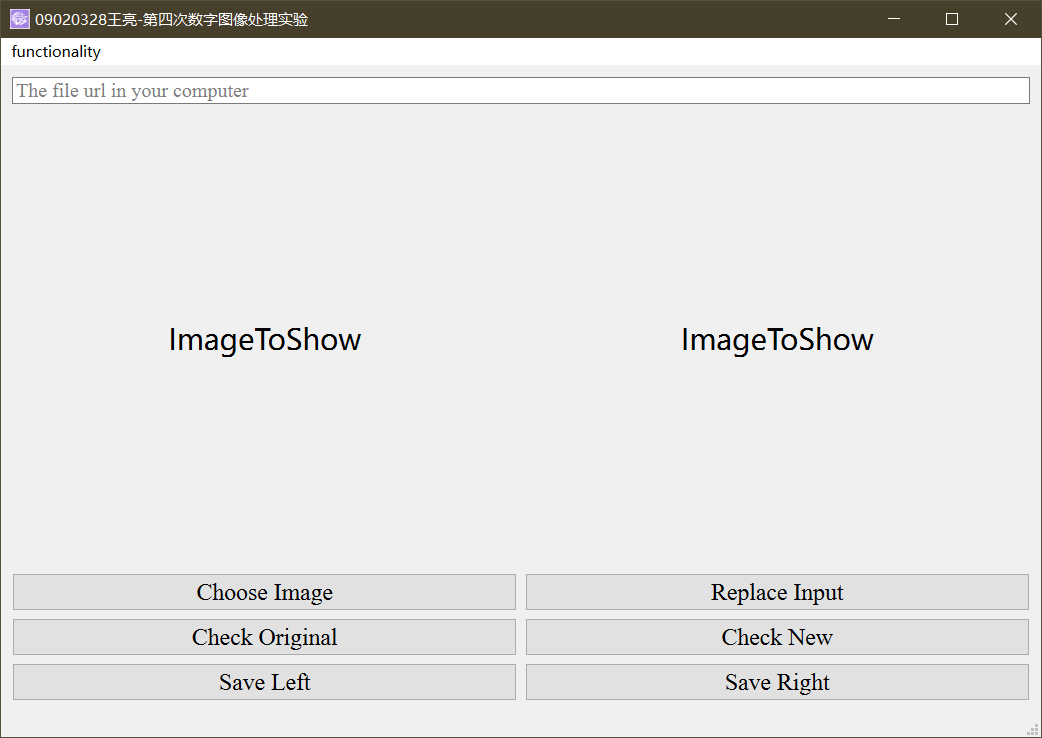 09020328王亮-第四次数字图像处理实验
functionality
The file url in your computer
ImageToShow
ImageToShow
Choose Image
Replace Input
Check Original
Check New
Save Left
Save Right